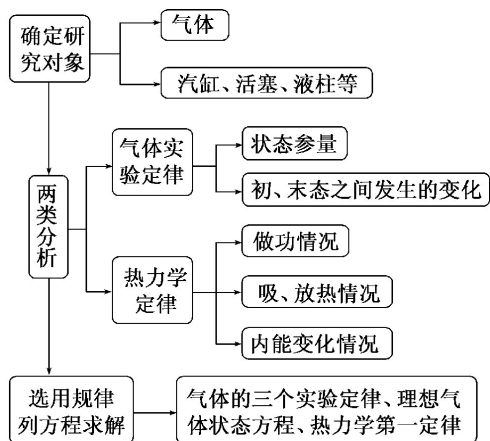 确定研
究对象
气体
汽缸、活塞、液柱等
两类分析
气体实
验定律
状态参量
初、末态之间发生的变化
热力学
定律
做功情况
吸、放热情况
内能变化情况
选用规律
列方程求解
气体的三个实验定律、理想气
体状态方程、热力学第一定律